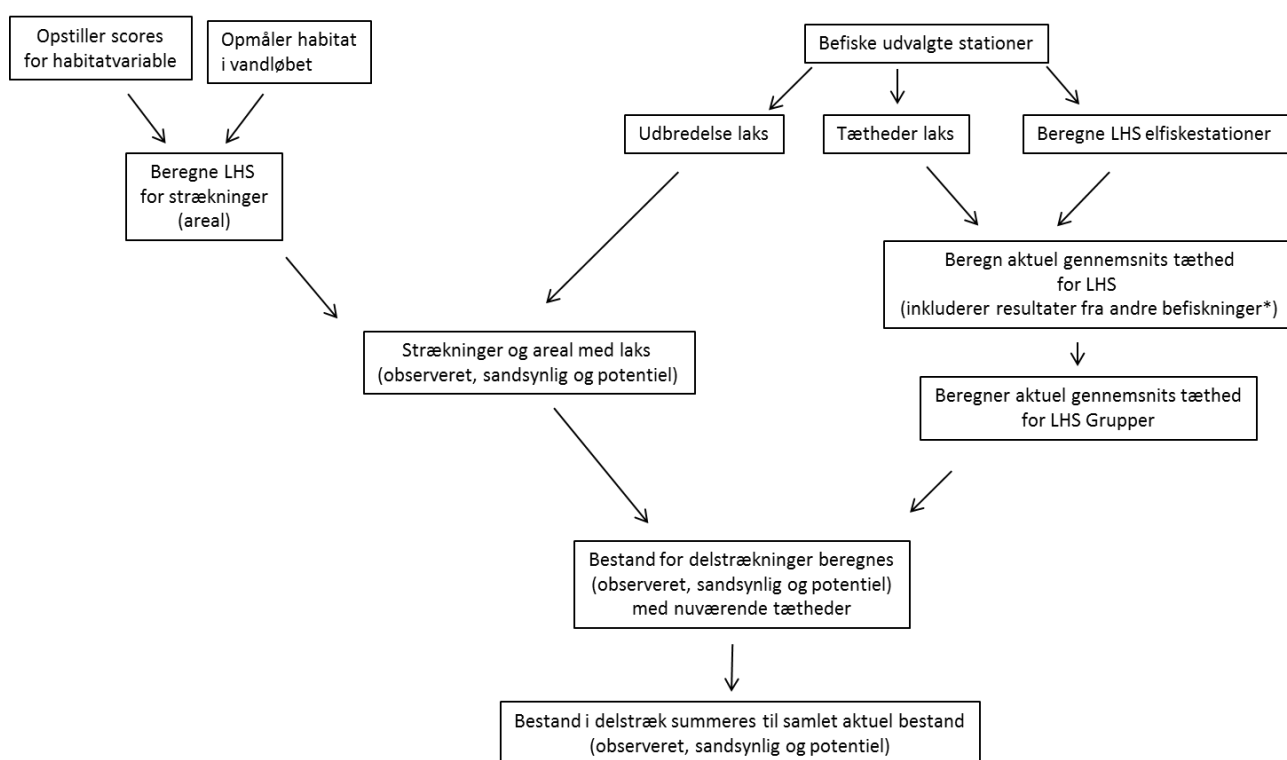 Opstiller scores
for habitatvariable
Opmåler habitat
i vandløbet
Befiske udvalgte stationer
Udbredelse laks
Tætheder laks
Beregne LHS elfiskestationer
Beregne LHS
for strækninger
(areal)
Beregn aktuel gennemsnits tæthed
for LHS
(inkluderer resultater fra andre befiskninger*)
Strækninger og areal med laks
(observeret, sandsynlig og potentiel)
Beregner aktuel gennemsnits tæthed
for LHS Grupper
Bestand for delstrækninger beregnes
(observeret, sandsynlig og potentiel)
med nuværende tætheder
Bestand i delstræk summeres til samlet aktuel bestand
(observeret, sandsynlig og potentiel)